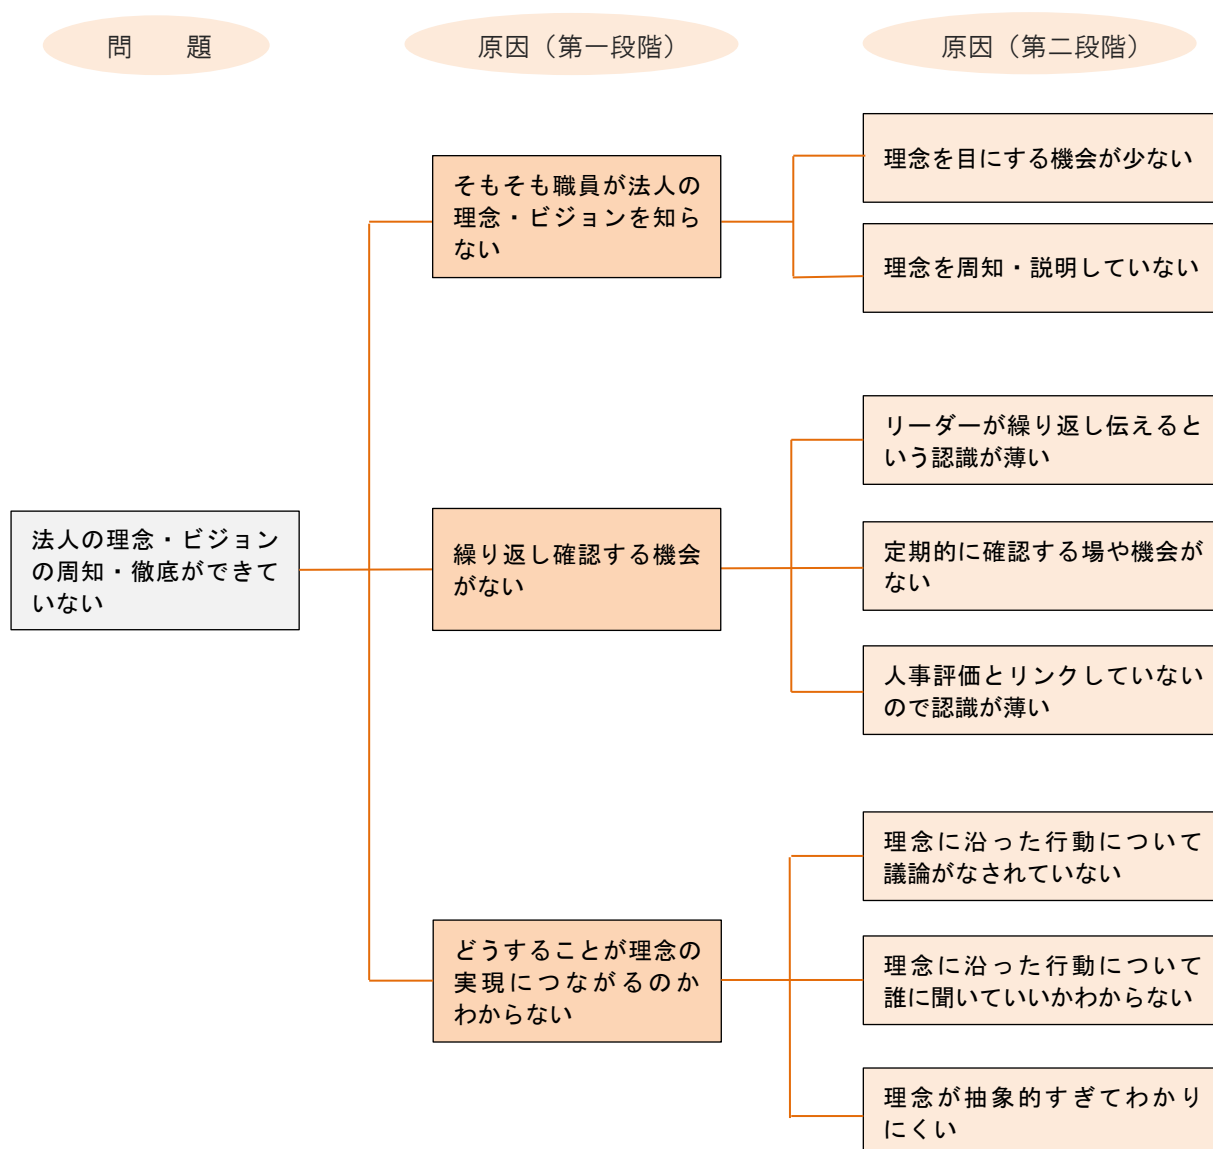 問　　題
原因（第一段階）
原因（第二段階）
法人の理念・ビジョン
の周知・徹底ができて
いない
そもそも職員が法人の
理念・ビジョンを知ら
ない
理念を目にする機会が少ない
理念を周知・説明していない
繰り返し確認する機会
がない
リーダーが繰り返し伝えると
いう認識が薄い
定期的に確認する場や機会が
ない
人事評価とリンクしていない
ので認識が薄い
どうすることが理念の
実現につながるのか
わからない
理念に沿った行動について
議論がなされていない
理念に沿った行動について
誰に聞いていいかわからない
理念が抽象的すぎてわかり
にくい